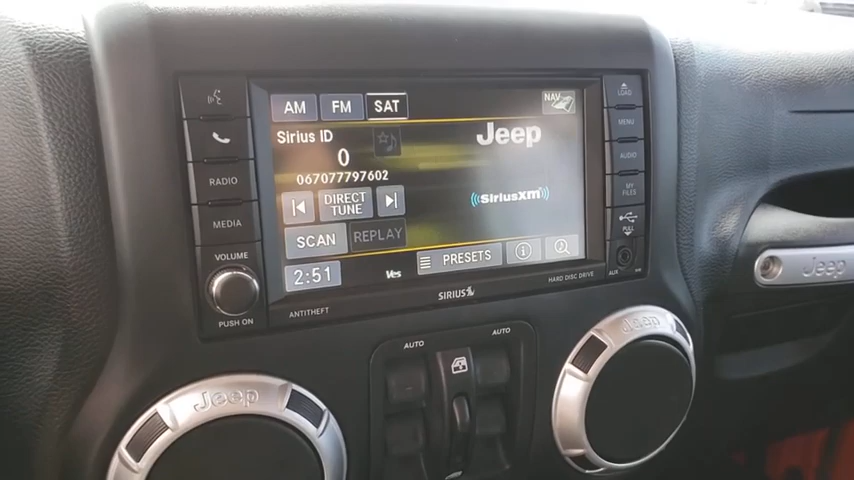 AM FM SAT
NAV
Sirius ID
0
067077797602
DIRECT
TUNE
SCAN
REPLAY
2:51
Yes
PRESETS
Jeep
SiriusXM
RADIO
MEDIA
VOLUME
PUSH ON
LOAD
MENU
AUDIO
MY
FILES
PULL
AUX
ANTITHEFT
SIRIUS
HARD DISC DRIVE
AUTO
AUTO
Jeep
Jeep
Jeep